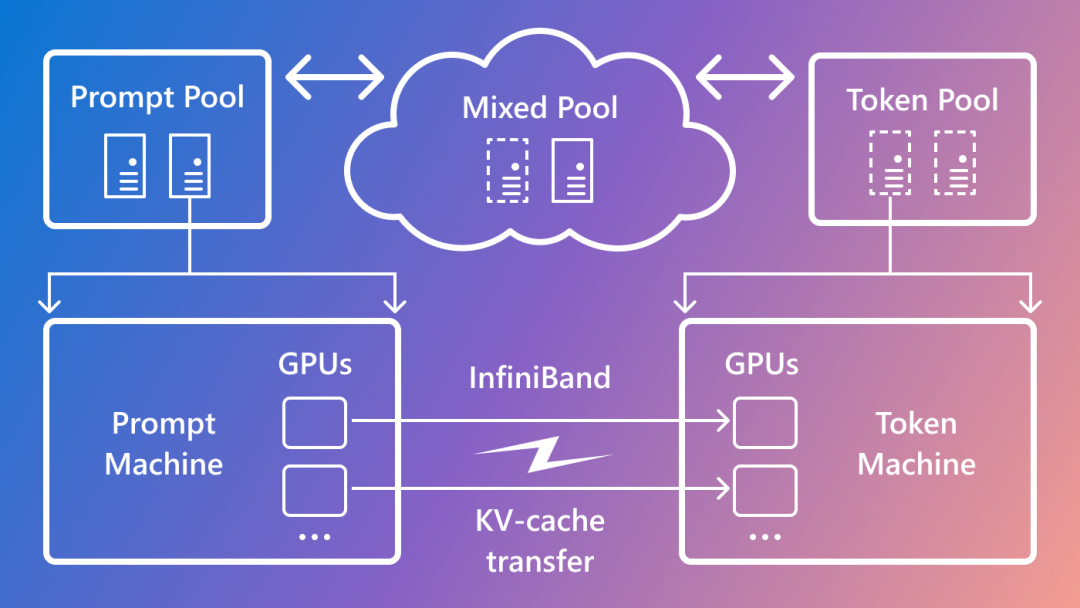 Prompt Pool
Mixed Pool
Token Pool
GPUs
Prompt
Machine
InfiniBand
KV-cache
transfer
GPUs
Token
Machine